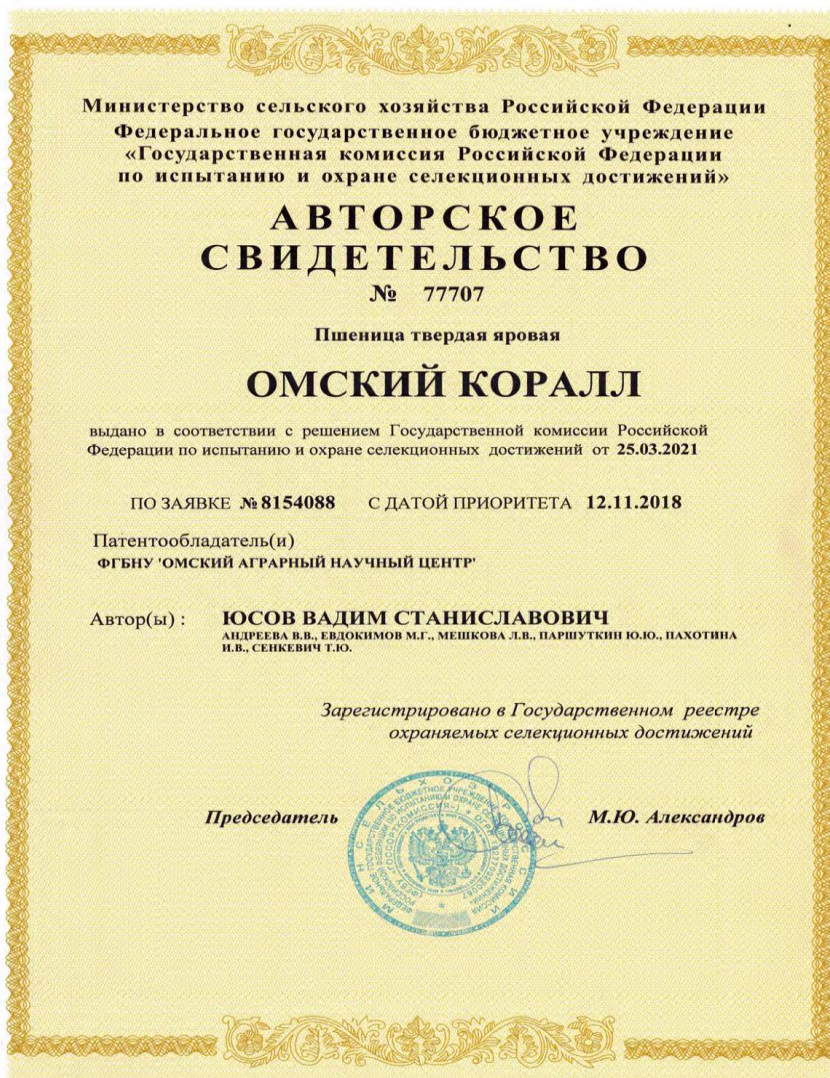 Министерство сельского хозяйства Российской Федерации
Федеральное государственное бюджетное учреждение
«Государственная комиссия Российской Федерации
по испытанию и охране селекционных достижений»
АВТОРСКОЕ
СВИДЕТЕЛЬСТВО
№ 77707
Пшеница твердая яровая
ОМСКИЙ КОРАЛЛ
выдано в соответствии с решением Государственной комиссии Российской
Федерации по испытанию и охране селекционных достижений от 25.03.2021
ПО ЗАЯВКЕ № 8154088 С ДАТОЙ ПРИОРИТЕТА 12.11.2018
Патентообладатель(и)
ФГБНУ 'ОМСКИЙ АГРАРНЫЙ НАУЧНЫЙ ЦЕНТР'
Автор(ы) : ЮСОВ ВАДИМ СТАНИСЛАВОВИЧ
АНДРЕЕВА В.В., ЕВДОКИМОВ М.Г., МЕШКОВА Л.В., ПАРШУТКИН Ю.Ю., ПАХОТИНА
И.В., СЕНКЕВИЧ Т.Ю.
Зарегистрировано в Государственном реестре
охраняемых селекционных достижений
Председатель М.Ю. Александров